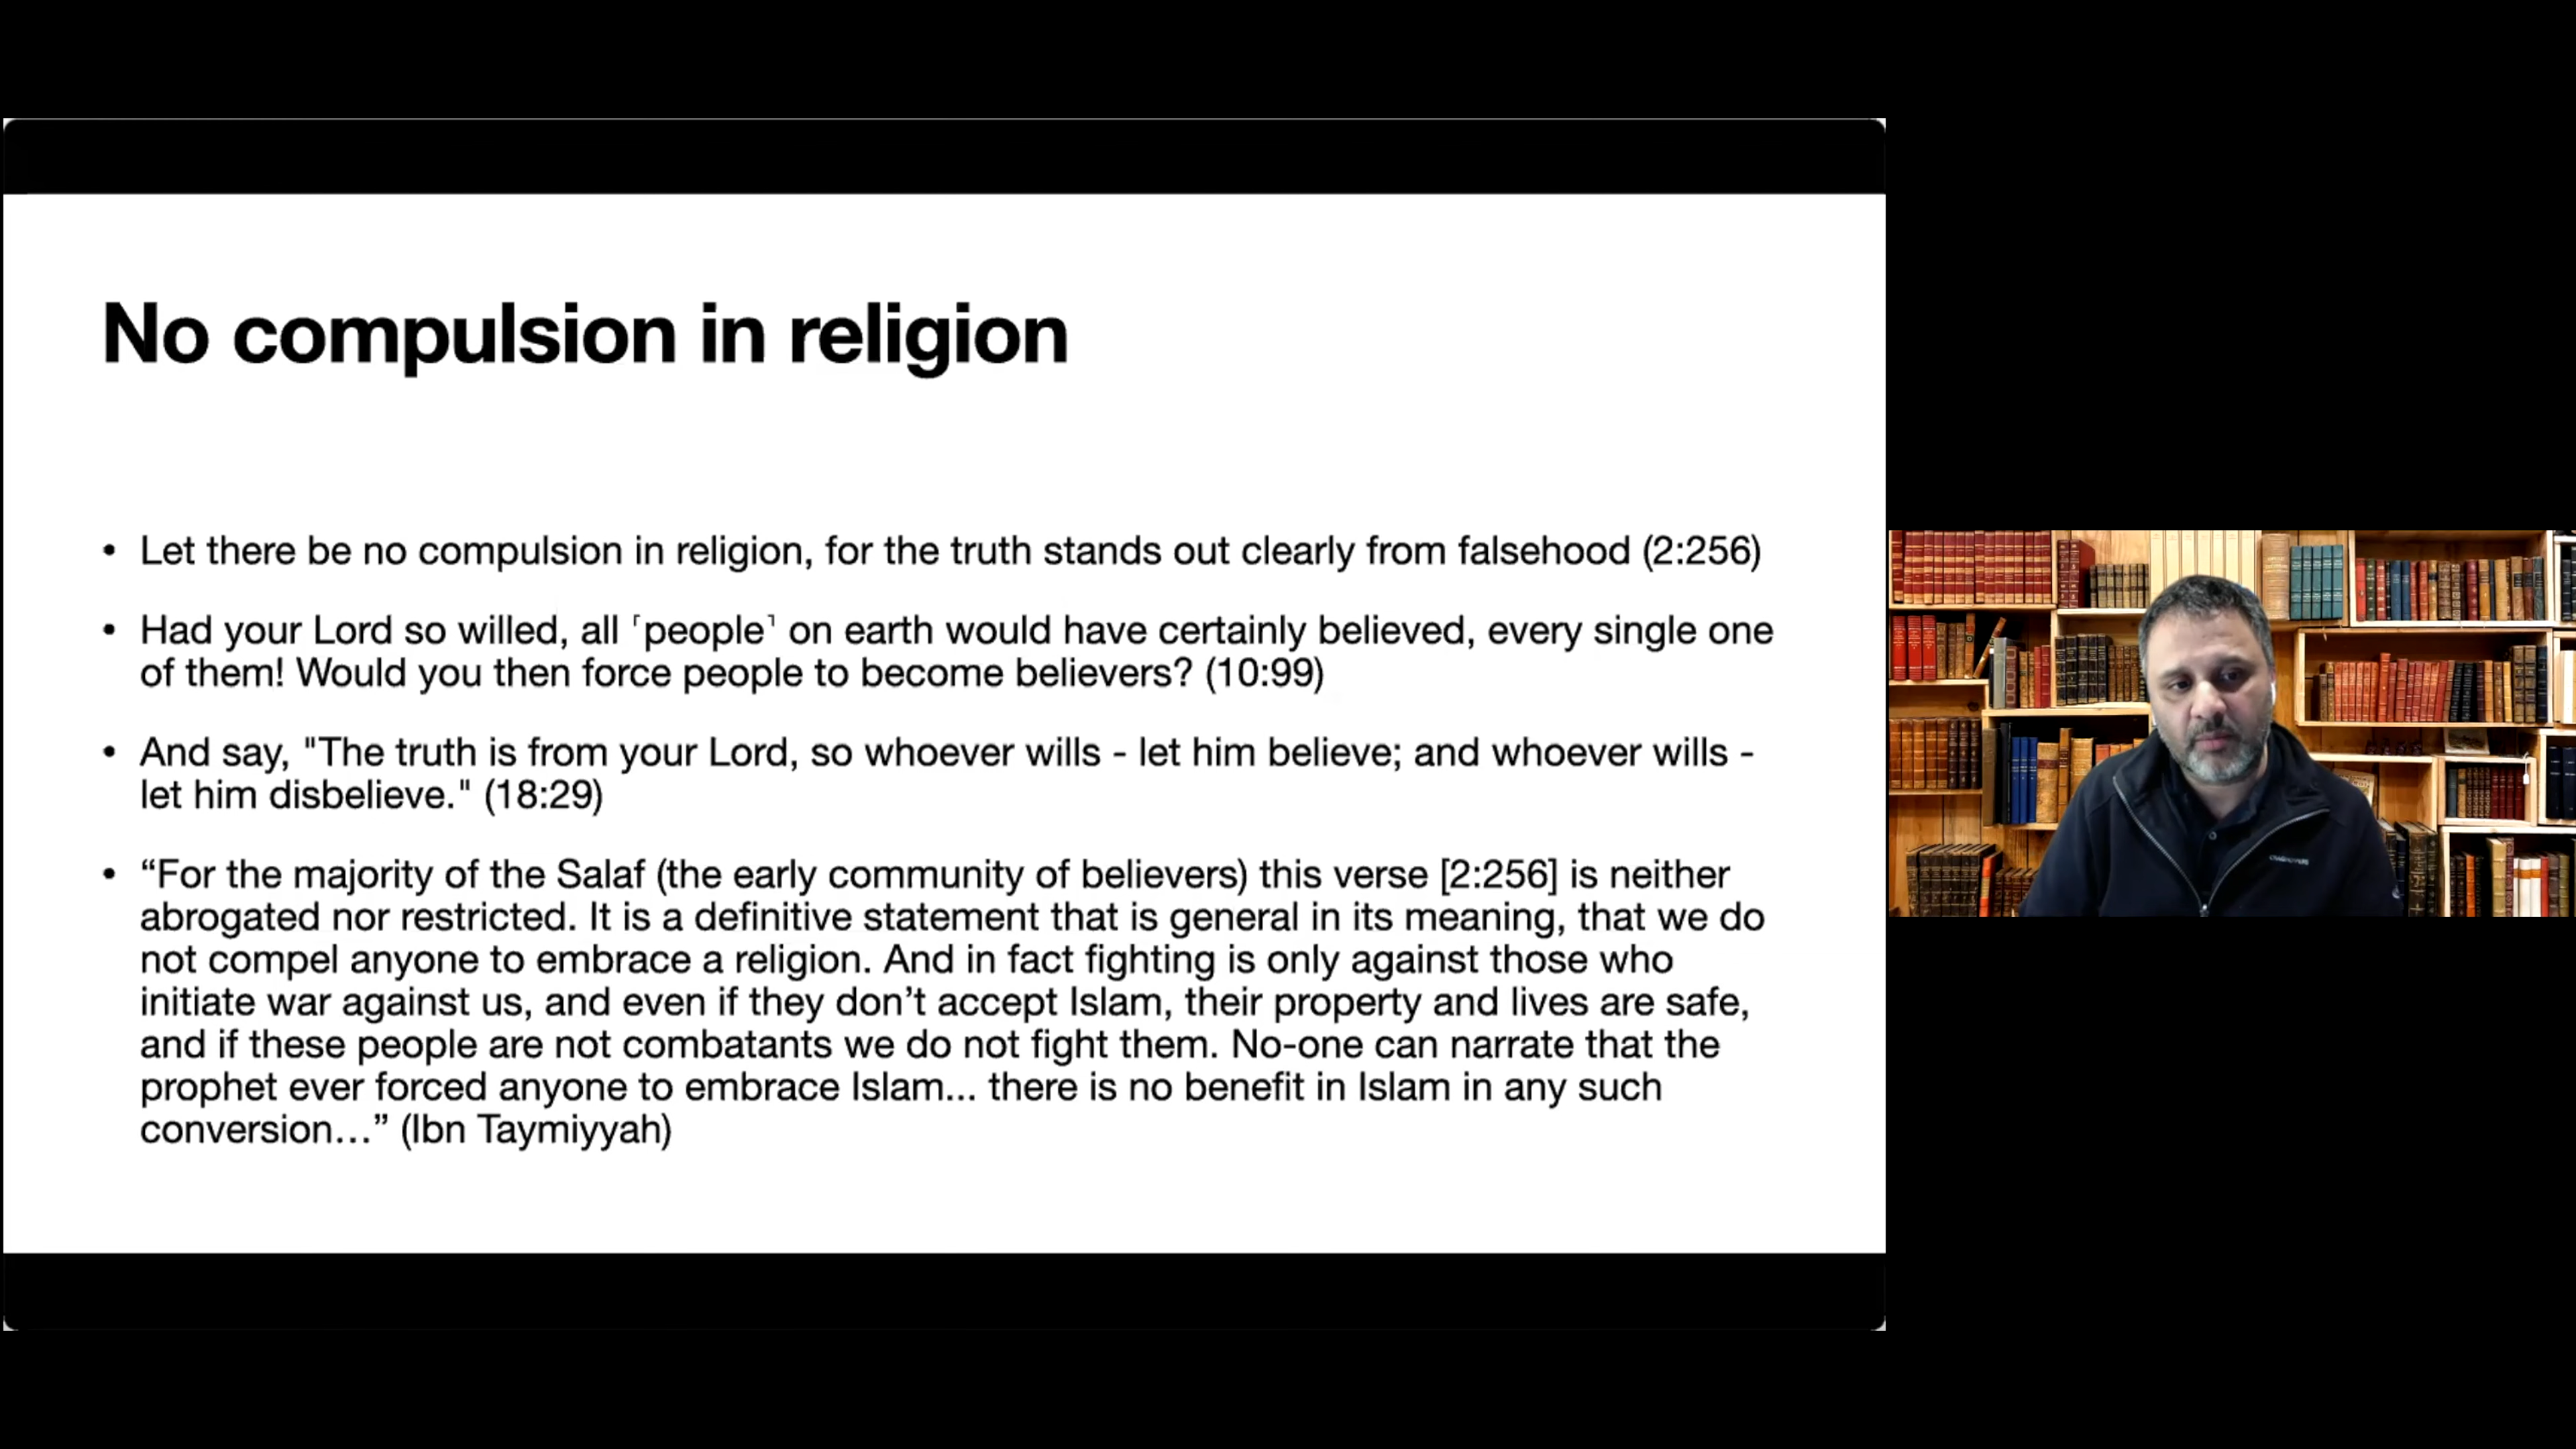 No compulsion in religion
• Let there be no compulsion in religion, for the truth stands out clearly from falsehood (2:256)
• Had your Lord so willed, all ˹people˺ on earth would have certainly believed, every single one
of them! Would you then force people to become believers? (10:99)
• And say, "The truth is from your Lord, so whoever wills - let him believe; and whoever wills -
let him disbelieve." (18:29)
• “For the majority of the Salaf (the early community of believers) this verse [2:256] is neither
abrogated nor restricted. It is a definitive statement that is general in its meaning, that we do
not compel anyone to embrace a religion. And in fact fighting is only against those who
initiate war against us, and even if they don’t accept Islam, their property and lives are safe,
and if these people are not combatants we do not fight them. No-one can narrate that the
prophet ever forced anyone to embrace Islam... there is no benefit in Islam in any such
conversion…” (Ibn Taymiyyah)